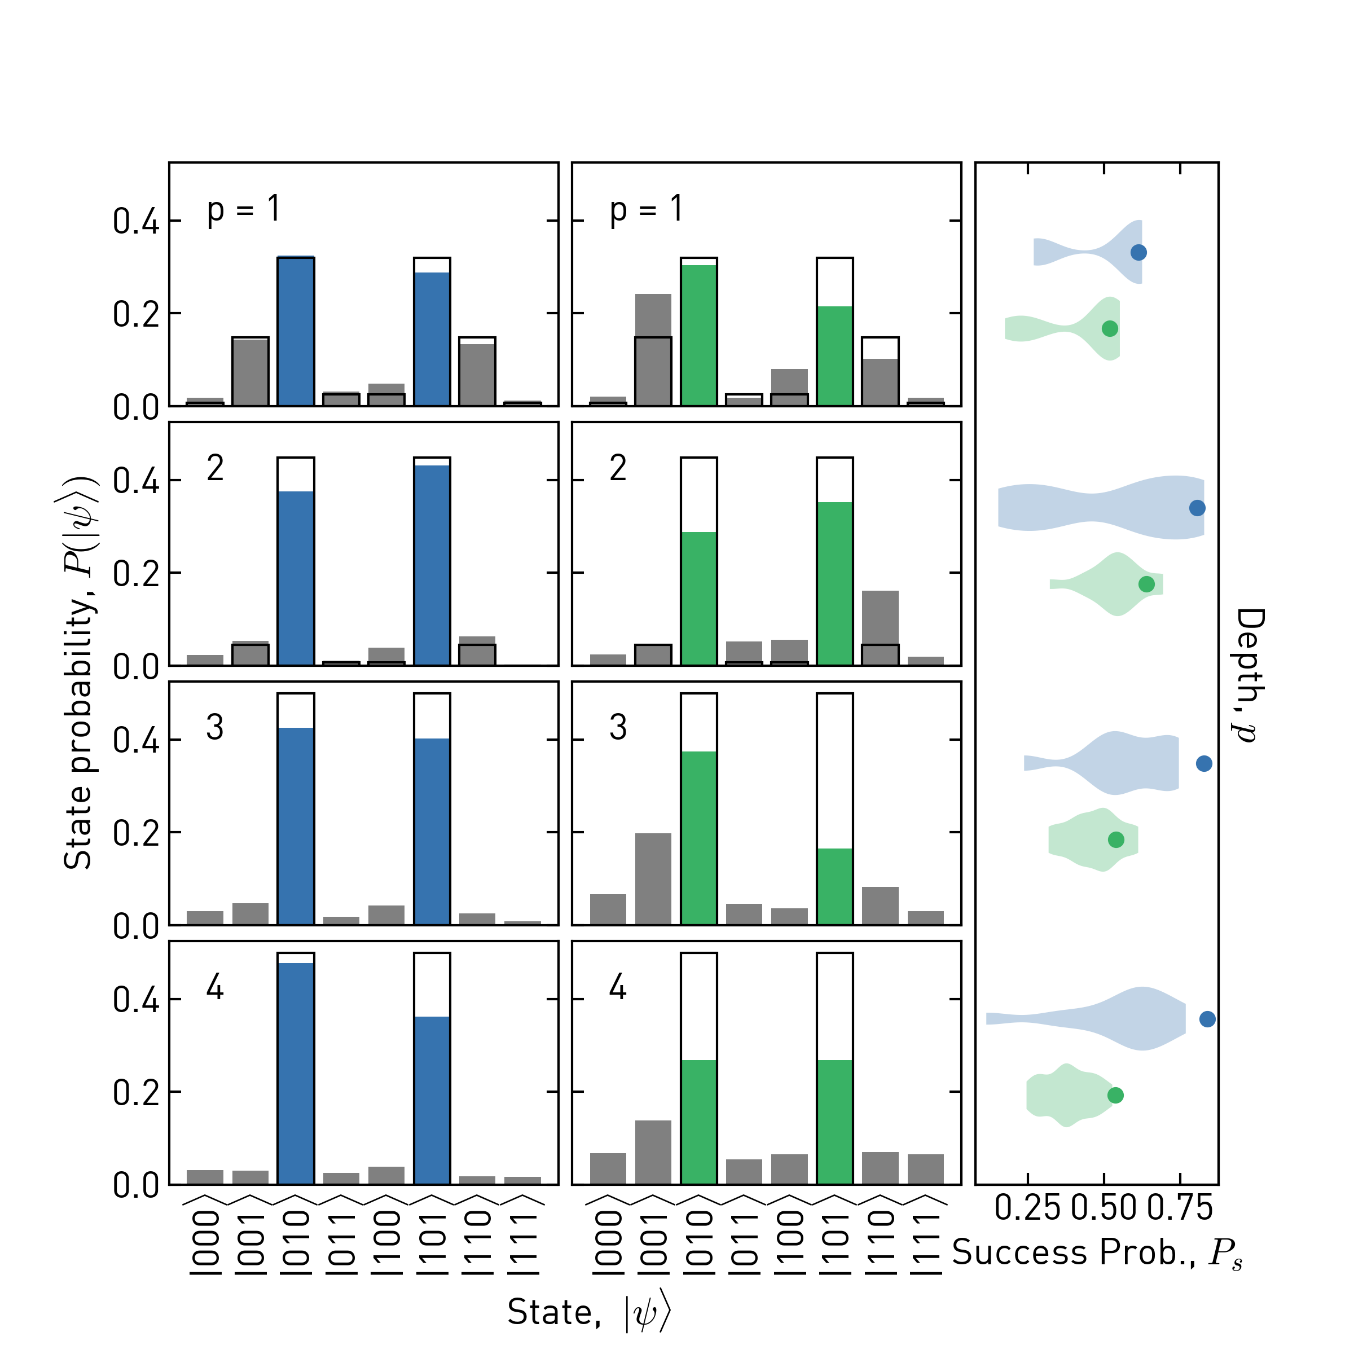 p = 1
p = 1
0.4
0.2
0.0
2
2
0.4
0.2
0.0
3
3
0.4
0.2
0.0
4
4
0.4
0.2
0.0
State probability, P(|ψ⟩)
|000⟩ |001⟩ |010⟩ |011⟩ |100⟩ |101⟩ |110⟩ |111⟩
|000⟩ |001⟩ |010⟩ |011⟩ |100⟩ |101⟩ |110⟩ |111⟩
State, |ψ⟩
0.25 0.50 0.75
Success Prob., Pₛ
Depth, p